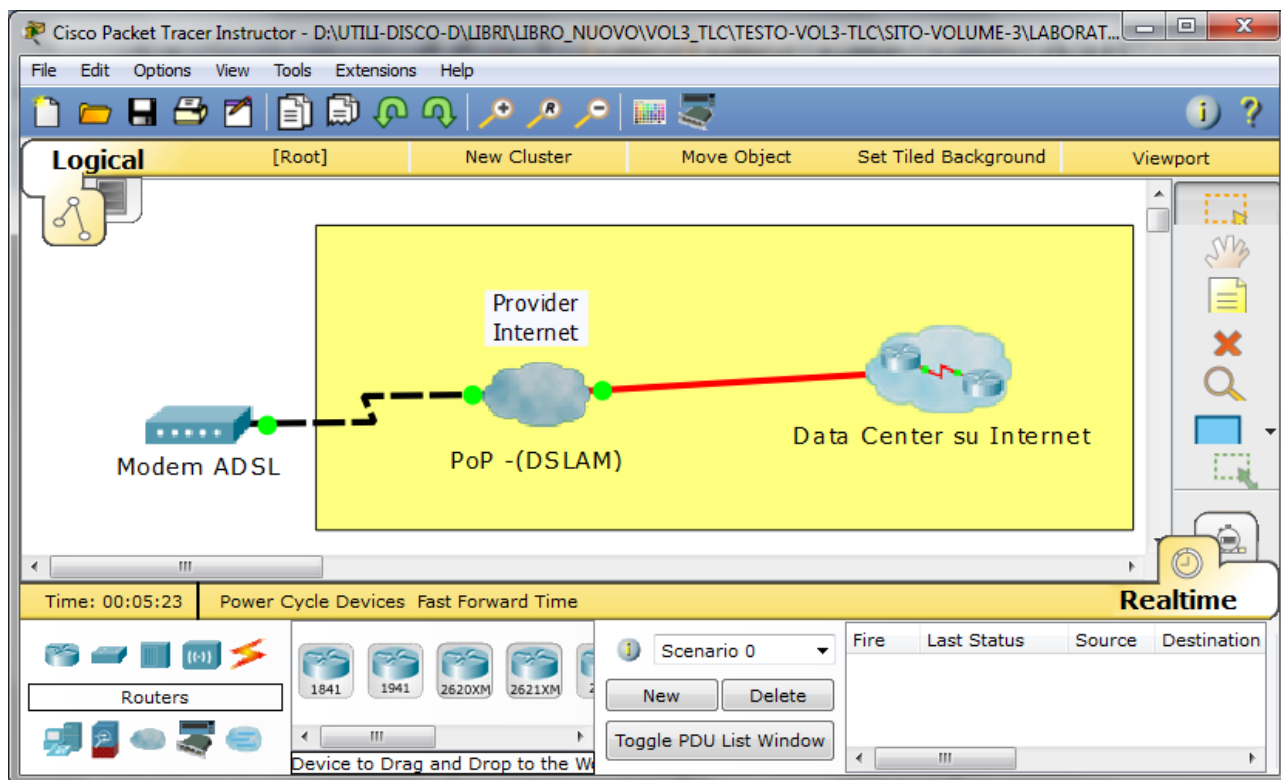 Cisco Packet Tracer Instructor - D:\UTILI-DISCO-D\LIBRI\LIBRO_NUOVO\VOL3_TLC\TESTO-VOL3-TLC\SITO-VOLUME-3\LABORAT...
File Edit Options View Tools Extensions Help
R
i ?
Logical [Root] New Cluster Move Object Set Tiled Background Viewport
Provider
Internet
Modem ADSL
PoP -(DSLAM)
Data Center su Internet
Time: 00:05:23 Power Cycle Devices Fast Forward Time
Realtime
Routers
1841 1941 2620XM 2621XM
Device to Drag and Drop to the
i Scenario 0
New Delete
Toggle PDU List Window
Fire Last Status Source Destination